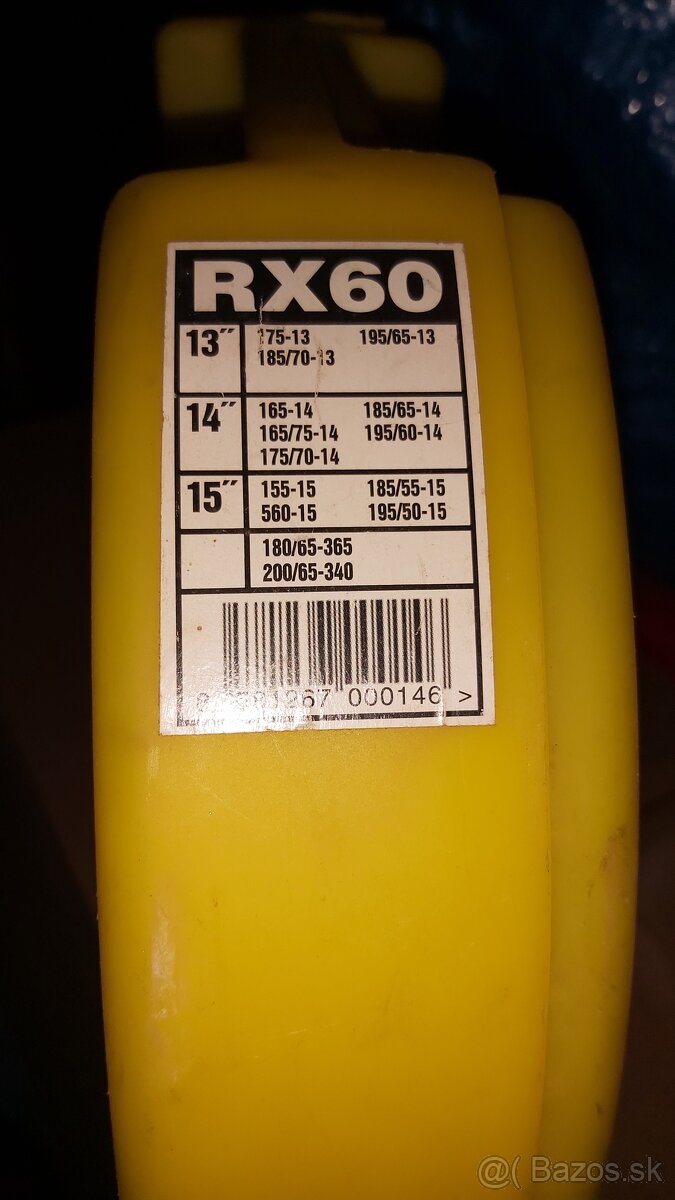 RX60
13″ 175-13 195/65-13
185/70-13
14″ 165-14 185/65-14
165/75-14 195/60-14
175/70-14
15″ 155-15 185/55-15
560-15 195/50-15
180/65-365
200/65-340
000146 >
@( Bazos.sk